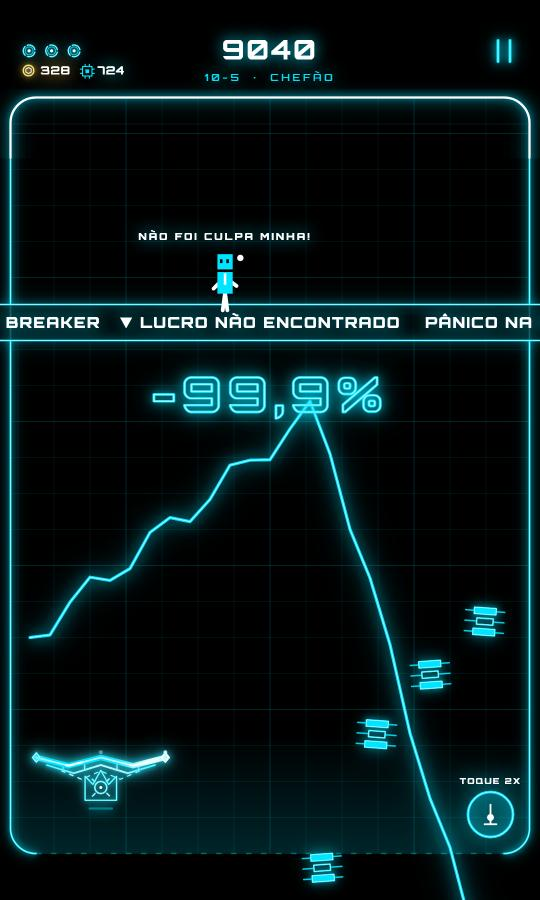 9040
328 724
10-5 · CHEFÃO
NÃO FOI CULPA MINHA!
BREAKER ▼ LUCRO NÃO ENCONTRADO PÂNICO NA
-99,9%
TOQUE 2X